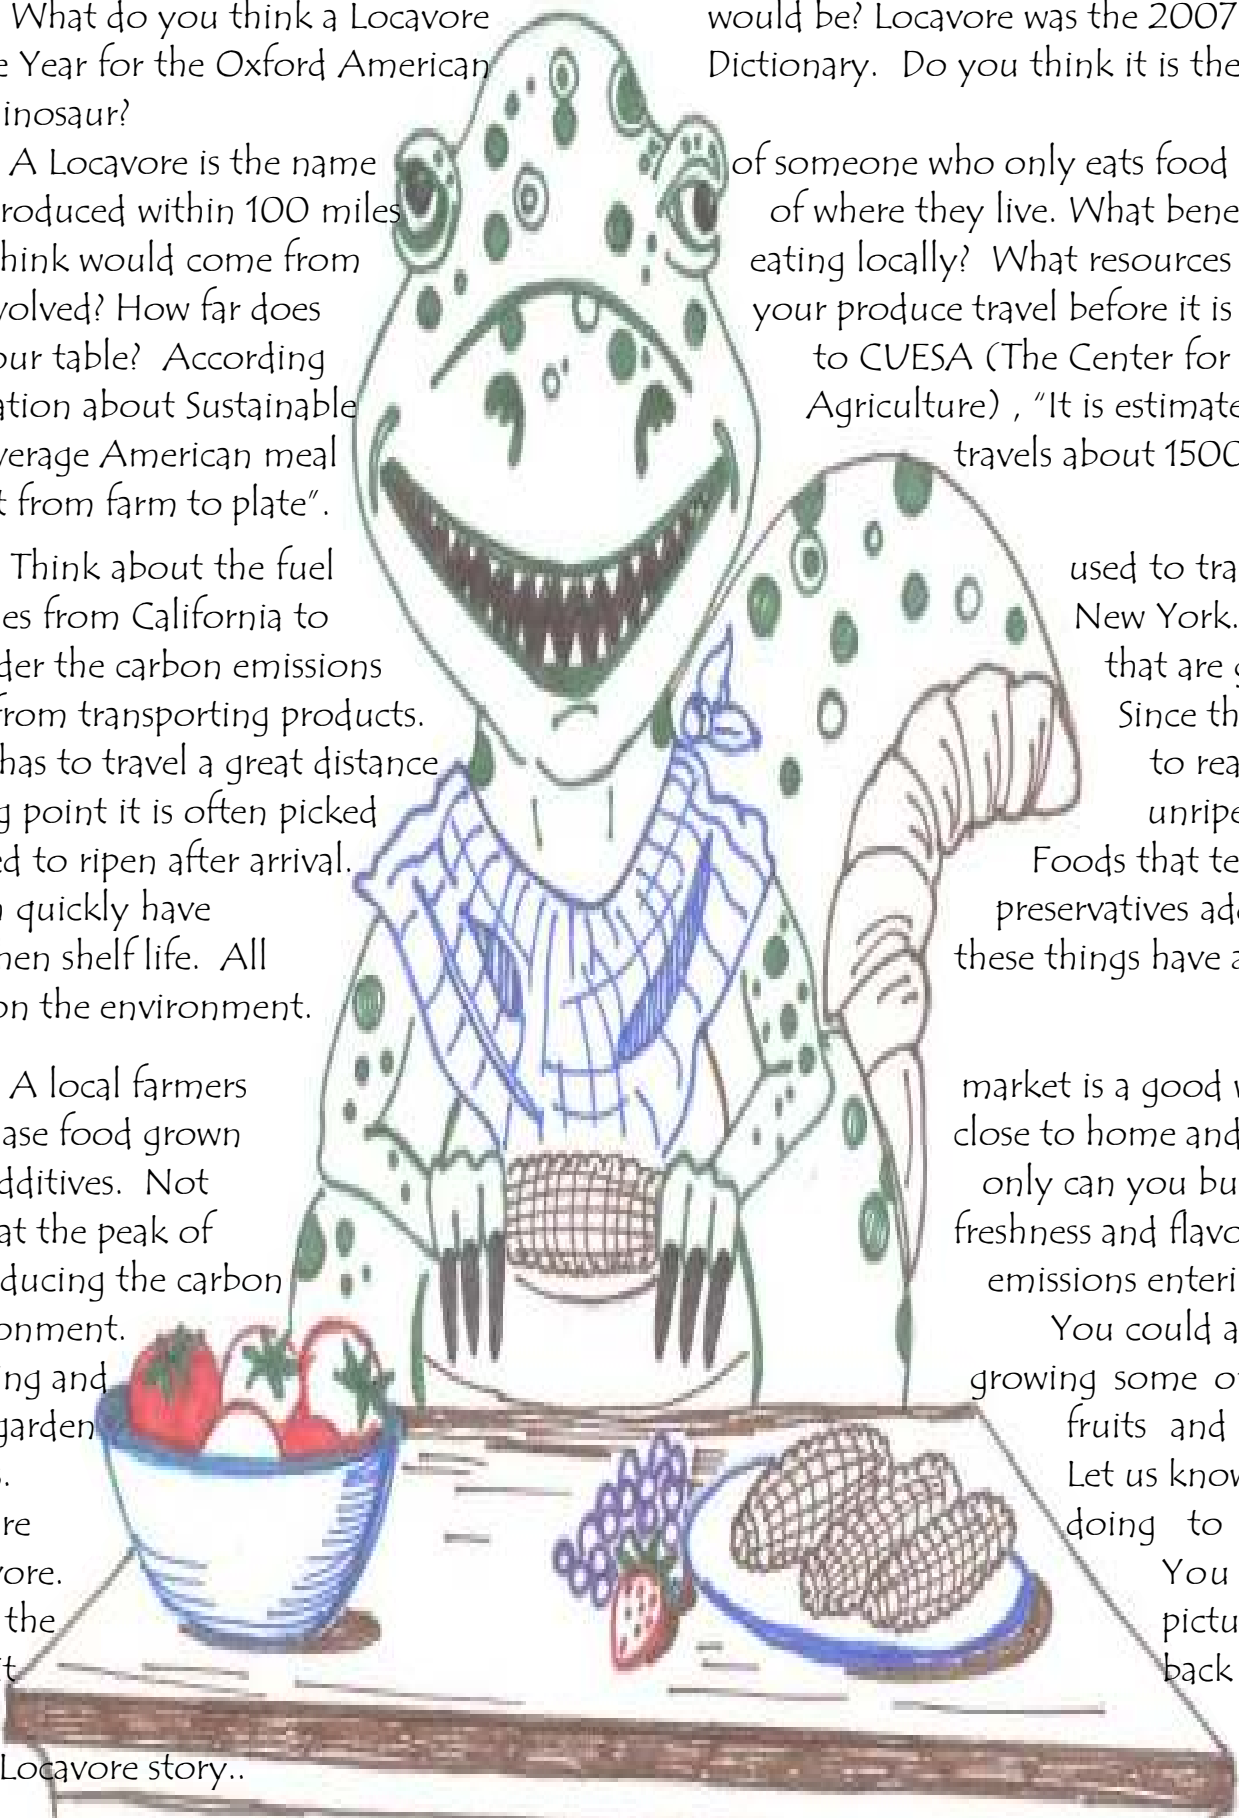 What do you think a Locavore would be? Locavore was the 2007
e Year for the Oxford American Dictionary. Do you think it is the
inosaur?
A Locavore is the name of someone who only eats food
roduced within 100 miles of where they live. What bene
hink would come from eating locally? What resources
volved? How far does your produce travel before it is
our table? According to CUESA (The Center for
ation about Sustainable Agriculture) , "It is estimate
verage American meal travels about 1500
t from farm to plate".
Think about the fuel used to tra
es from California to New York.
der the carbon emissions that are g
from transporting products. Since th
has to travel a great distance to rea
g point it is often picked unripe
ed to ripen after arrival. Foods that te
n quickly have preservatives add
hen shelf life. All these things have a
on the environment.
A local farmers market is a good w
ase food grown close to home and
dditives. Not only can you bu
at the peak of freshness and flavo
ducing the carbon emissions enteri
onment. You could a
ing and growing some o
garden fruits and
s. Let us know
re doing to
vore. You
the pictu
t back
Locavore story..